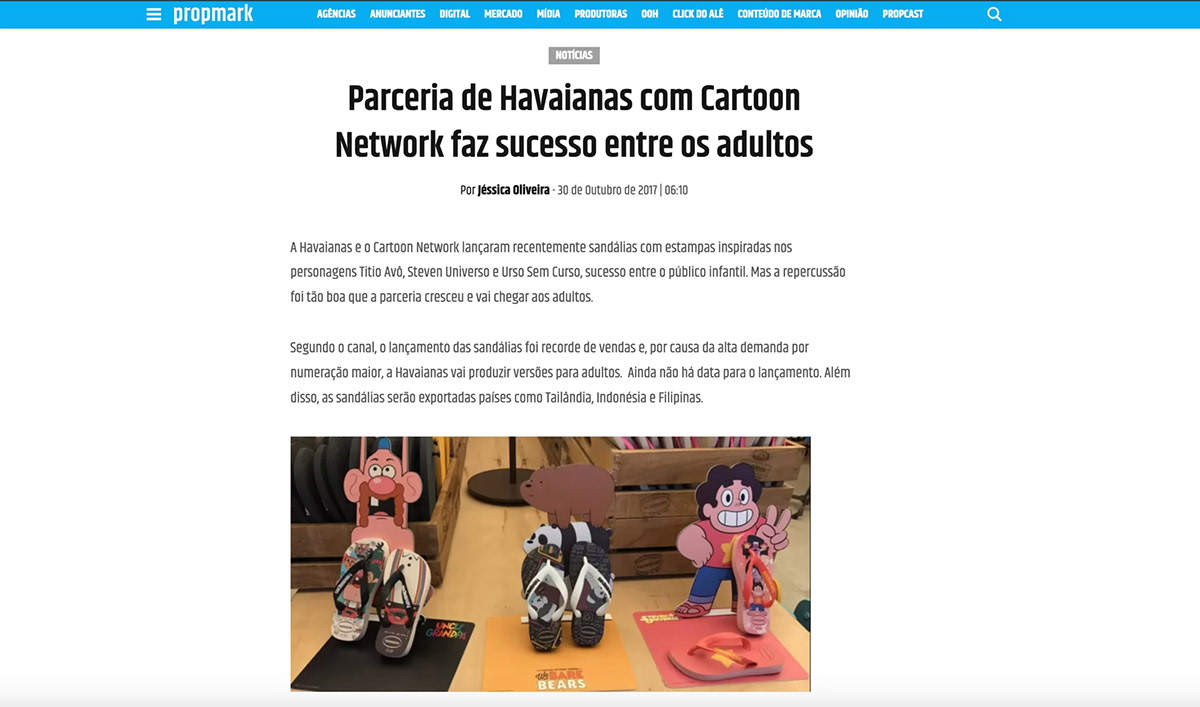 propmark
AGÊNCIAS ANUNCIANTES DIGITAL MERCADO MÍDIA PRODUTORAS OOH CLICK DO ALÊ CONTEÚDO DE MARCA OPINIÃO PROPCAST
NOTÍCIAS
Parceria de Havaianas com Cartoon
Network faz sucesso entre os adultos
Por Jéssica Oliveira - 30 de Outubro de 2017 | 06:10
A Havaianas e o Cartoon Network lançaram recentemente sandálias com estampas inspiradas nos
personagens Titio Avô, Steven Universo e Urso Sem Curso, sucesso entre o público infantil. Mas a repercussão
foi tão boa que a parceria cresceu e vai chegar aos adultos.
Segundo o canal, o lançamento das sandálias foi recorde de vendas e, por causa da alta demanda por
numeração maior, a Havaianas vai produzir versões para adultos. Ainda não há data para o lançamento. Além
disso, as sandálias serão exportadas países como Tailândia, Indonésia e Filipinas.
UNCLE
GRANDPA
WE BARE
BEARS